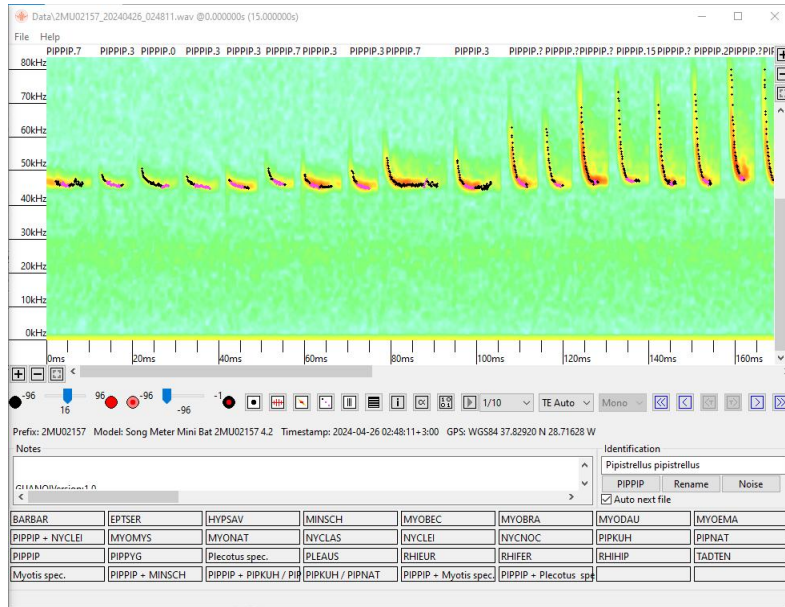 Data\2MU02157_20240426_024811.wav @0.000000s (15.000000s)
File Help
PIPPIP.7 PIPPIP.3 PIPPIP.0 PIPPIP.3 PIPPIP.3 PIPPIP.7 PIPPIP.3 PIPPIP.3 PIPPIP.7 PIPPIP.3 PIPPIP.? PIPPIP.? PIPPIP.? PIPPIP.15 PIPPIP.? PIPPIP.2 PIPPIP.?
80kHz
70kHz
60kHz
50kHz
40kHz
30kHz
20kHz
10kHz
0kHz
0ms 20ms 40ms 60ms 80ms 100ms 120ms 140ms 160ms
-96 16 96 -96 -96 -1 1/10 TE Auto Mono
Prefix: 2MU02157 Model: Song Meter Mini Bat 2MU02157 4.2 Timestamp: 2024-04-26 02:48:11+3:00 GPS: WGS84 37.82920 N 28.71628 W
Notes Identification
Pipistrellus pipistrellus
PIPPIP Rename Noise
Auto next file
BARBAR EPTSER HYPSAV MINSCH MYOBEC MYOBRA MYODAU MYOEMA
PIPPIP + NYCLEI MYOMYS MYONAT NYCLAS NYCLEI NYCNOC PIPKUH PIPNAT
PIPPIP PIPPYG Plecotus spec. PLEAUS RHIEUR RHIFER RHIHIP TADTEN
Myotis spec. PIPPIP + MINSCH PIPPIP + PIPKUH / PIP PIPKUH / PIPNAT PIPPIP + Myotis spec. PIPPIP + Plecotus spe